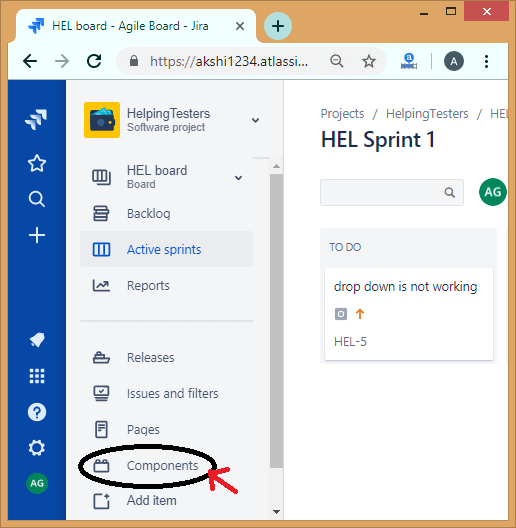 HEL board - Agile Board - Jira
https://akshi1234.atlassi
A
HelpingTesters
Software project
HEL board
Board
Backlog
Active sprints
Reports
Releases
Issues and filters
Pages
Components
Add item
AG
Projects / HelpingTesters / HEL
HEL Sprint 1
AG
TO DO
drop down is not working
HEL-5